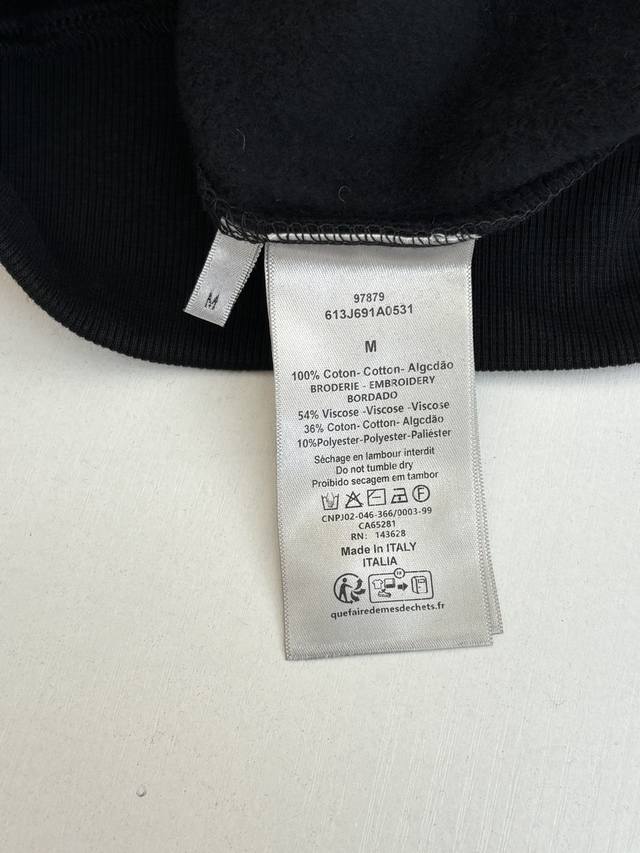 M
97879
613J691A0531
M
100% Coton- Cotton- Algcdão
BRODERIE - EMBROIDERY
BORDADO
54% Viscose -Viscose -Viscose
36% Coton- Cotton- Algcdão
10%Polyester-Polyester-Paliéster
Séchage en lambour interdit
Do not tumble dry
Proibido secagem em tambor
CNPJ02-046-366/0003-99
CA65281
RN: 143628
Made In ITALY
ITALIA
quefairedemesdechets.fr